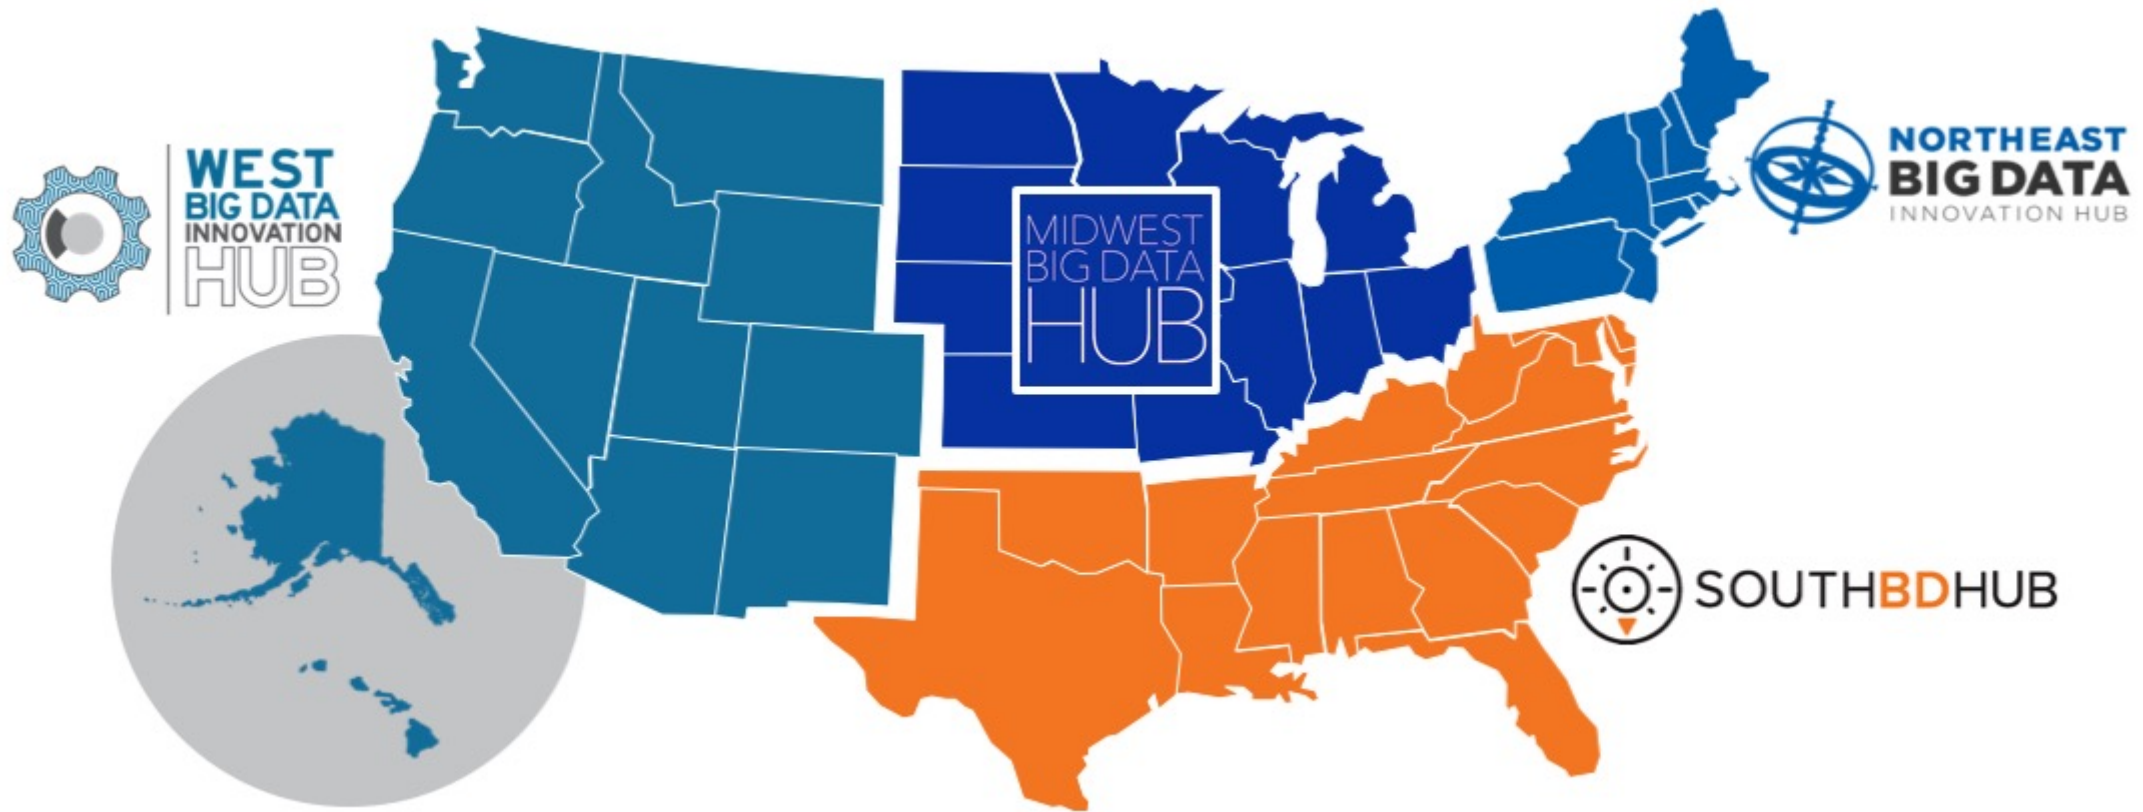 WEST
BIG DATA
INNOVATION
HUB
MIDWEST
BIG DATA
HUB
NORTHEAST
BIG DATA
INNOVATION HUB
SOUTHBDHUB